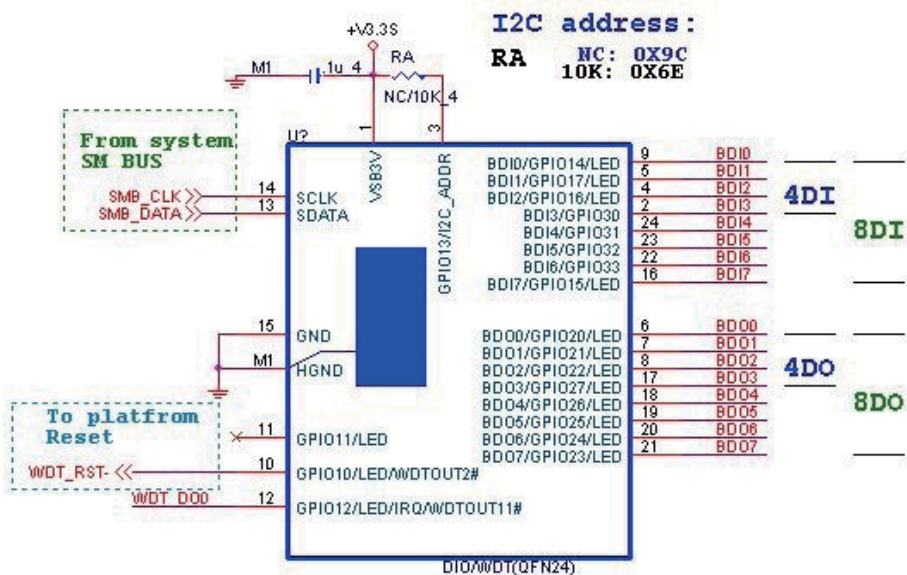 I2C address:
RA NC: 0X9C
10K: 0X6E
+V3.3S
M1 .1u_4 RA
NC/10K_4
From system
SM BUS
SMB_CLK 14 SCLK
SMB_DATA 13 SDATA
U?
1 VSB3V
3 GPIO13/I2C_ADDR
BDI0/GPIO14/LED 9 BDI0
BDI1/GPIO17/LED 5 BDI1
BDI2/GPIO16/LED 4 BDI2
BDI3/GPIO30 2 BDI3
BDI4/GPIO31 24 BDI4
BDI5/GPIO32 23 BDI5
BDI6/GPIO33 22 BDI6
BDI7/GPIO15/LED 16 BDI7
4DI
8DI
15 GND
M1 HGND
BDO0/GPIO20/LED 6 BDO0
BDO1/GPIO21/LED 7 BDO1
BDO2/GPIO22/LED 8 BDO2
BDO3/GPIO27/LED 17 BDO3
BDO4/GPIO26/LED 18 BDO4
BDO5/GPIO25/LED 19 BDO5
BDO6/GPIO24/LED 20 BDO6
BDO7/GPIO23/LED 21 BDO7
4DO
8DO
To platfrom
Reset
11 GPIO11/LED
WDT_RST- 10 GPIO10/LED/WDTOUT2#
WDT_DO0 12 GPIO12/LED/IRQ/WDTOUT11#
DIO/WDT(QFN24)